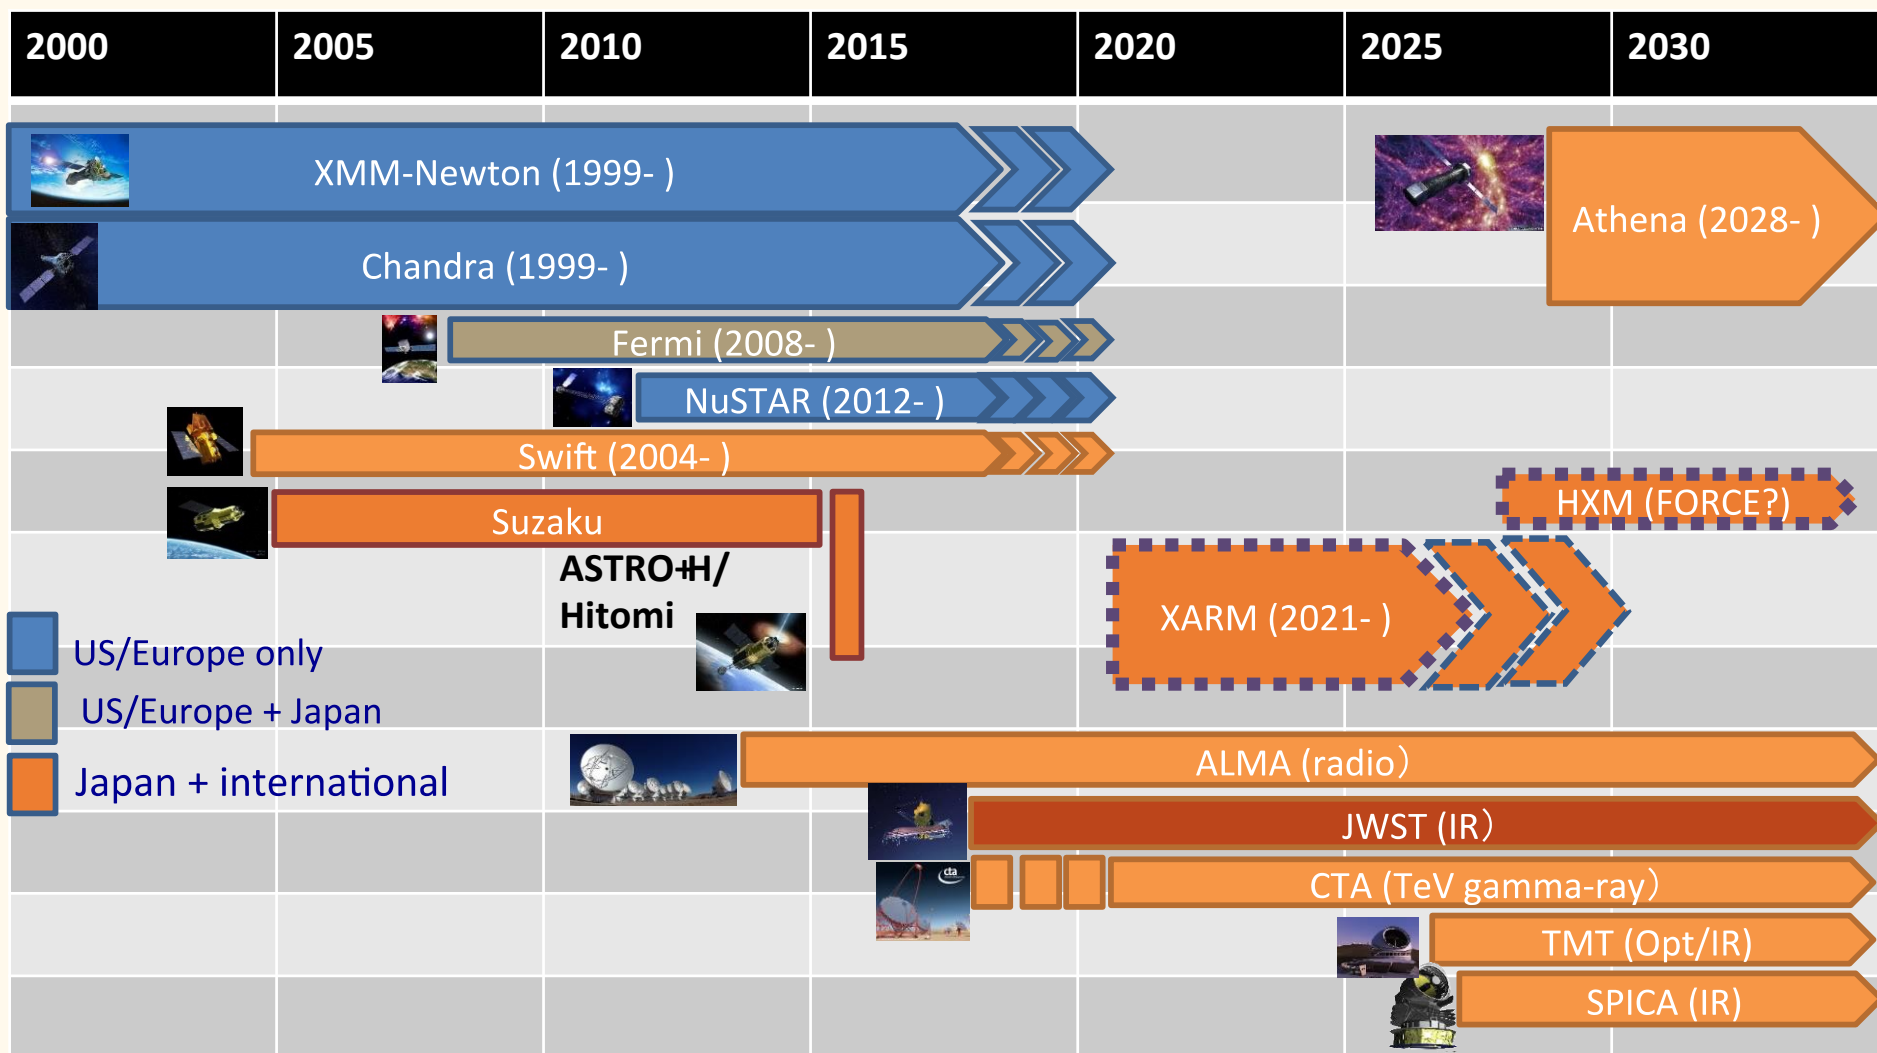 2000 2005 2010 2015 2020 2025 2030
XMM-Newton (1999- )
Athena (2028- )
Chandra (1999- )
Fermi (2008- )
NuSTAR (2012- )
Swift (2004- )
HXM (FORCE?)
Suzaku
ASTRO-H/
Hitomi
XARM (2021- )
US/Europe only
US/Europe + Japan
Japan + international
ALMA (radio）
JWST (IR）
cta
CTA (TeV gamma-ray）
TMT (Opt/IR)
SPICA (IR)